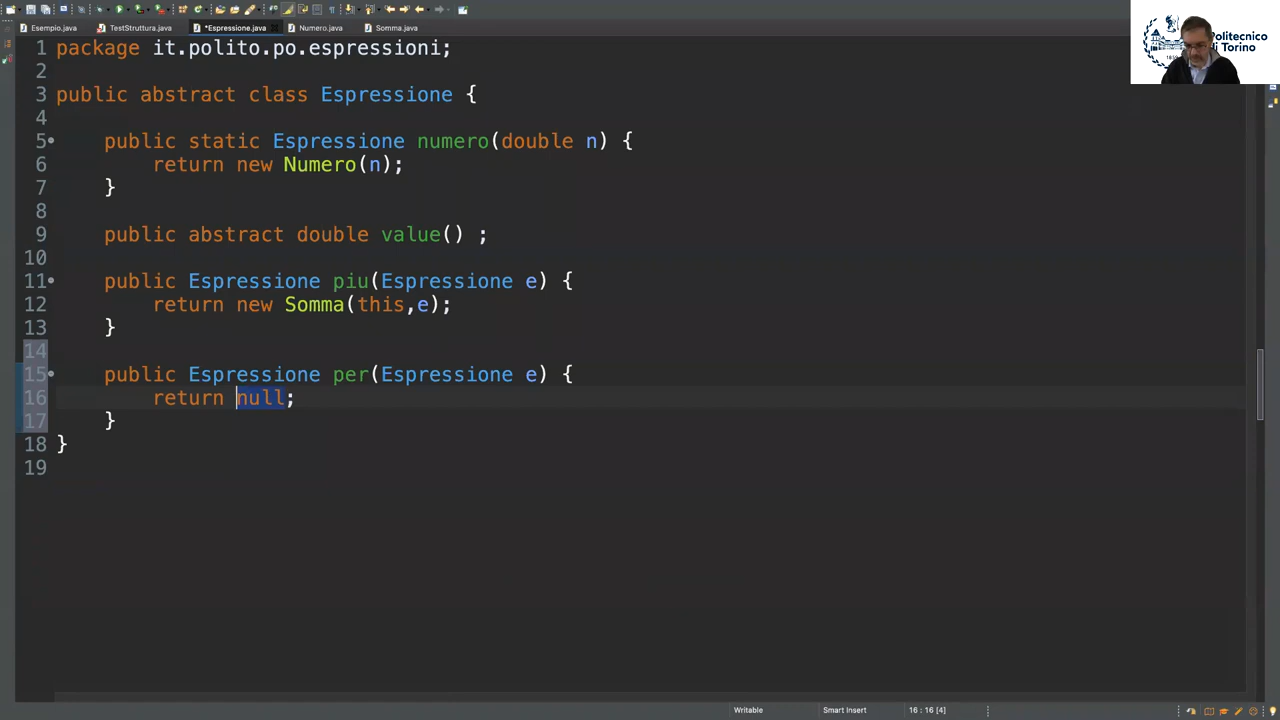 Esempio.java TestStruttura.java *Espressione.java Numero.java Somma.java
Politecnico
di Torino
1859
1 package it.polito.po.espressioni;
2
3 public abstract class Espressione {
4
5 public static Espressione numero(double n) {
6 return new Numero(n);
7 }
8
9 public abstract double value() ;
10
11 public Espressione piu(Espressione e) {
12 return new Somma(this,e);
13 }
14
15 public Espressione per(Espressione e) {
16 return null;
17 }
18 }
19
Writable Smart Insert 16 : 16 [4]